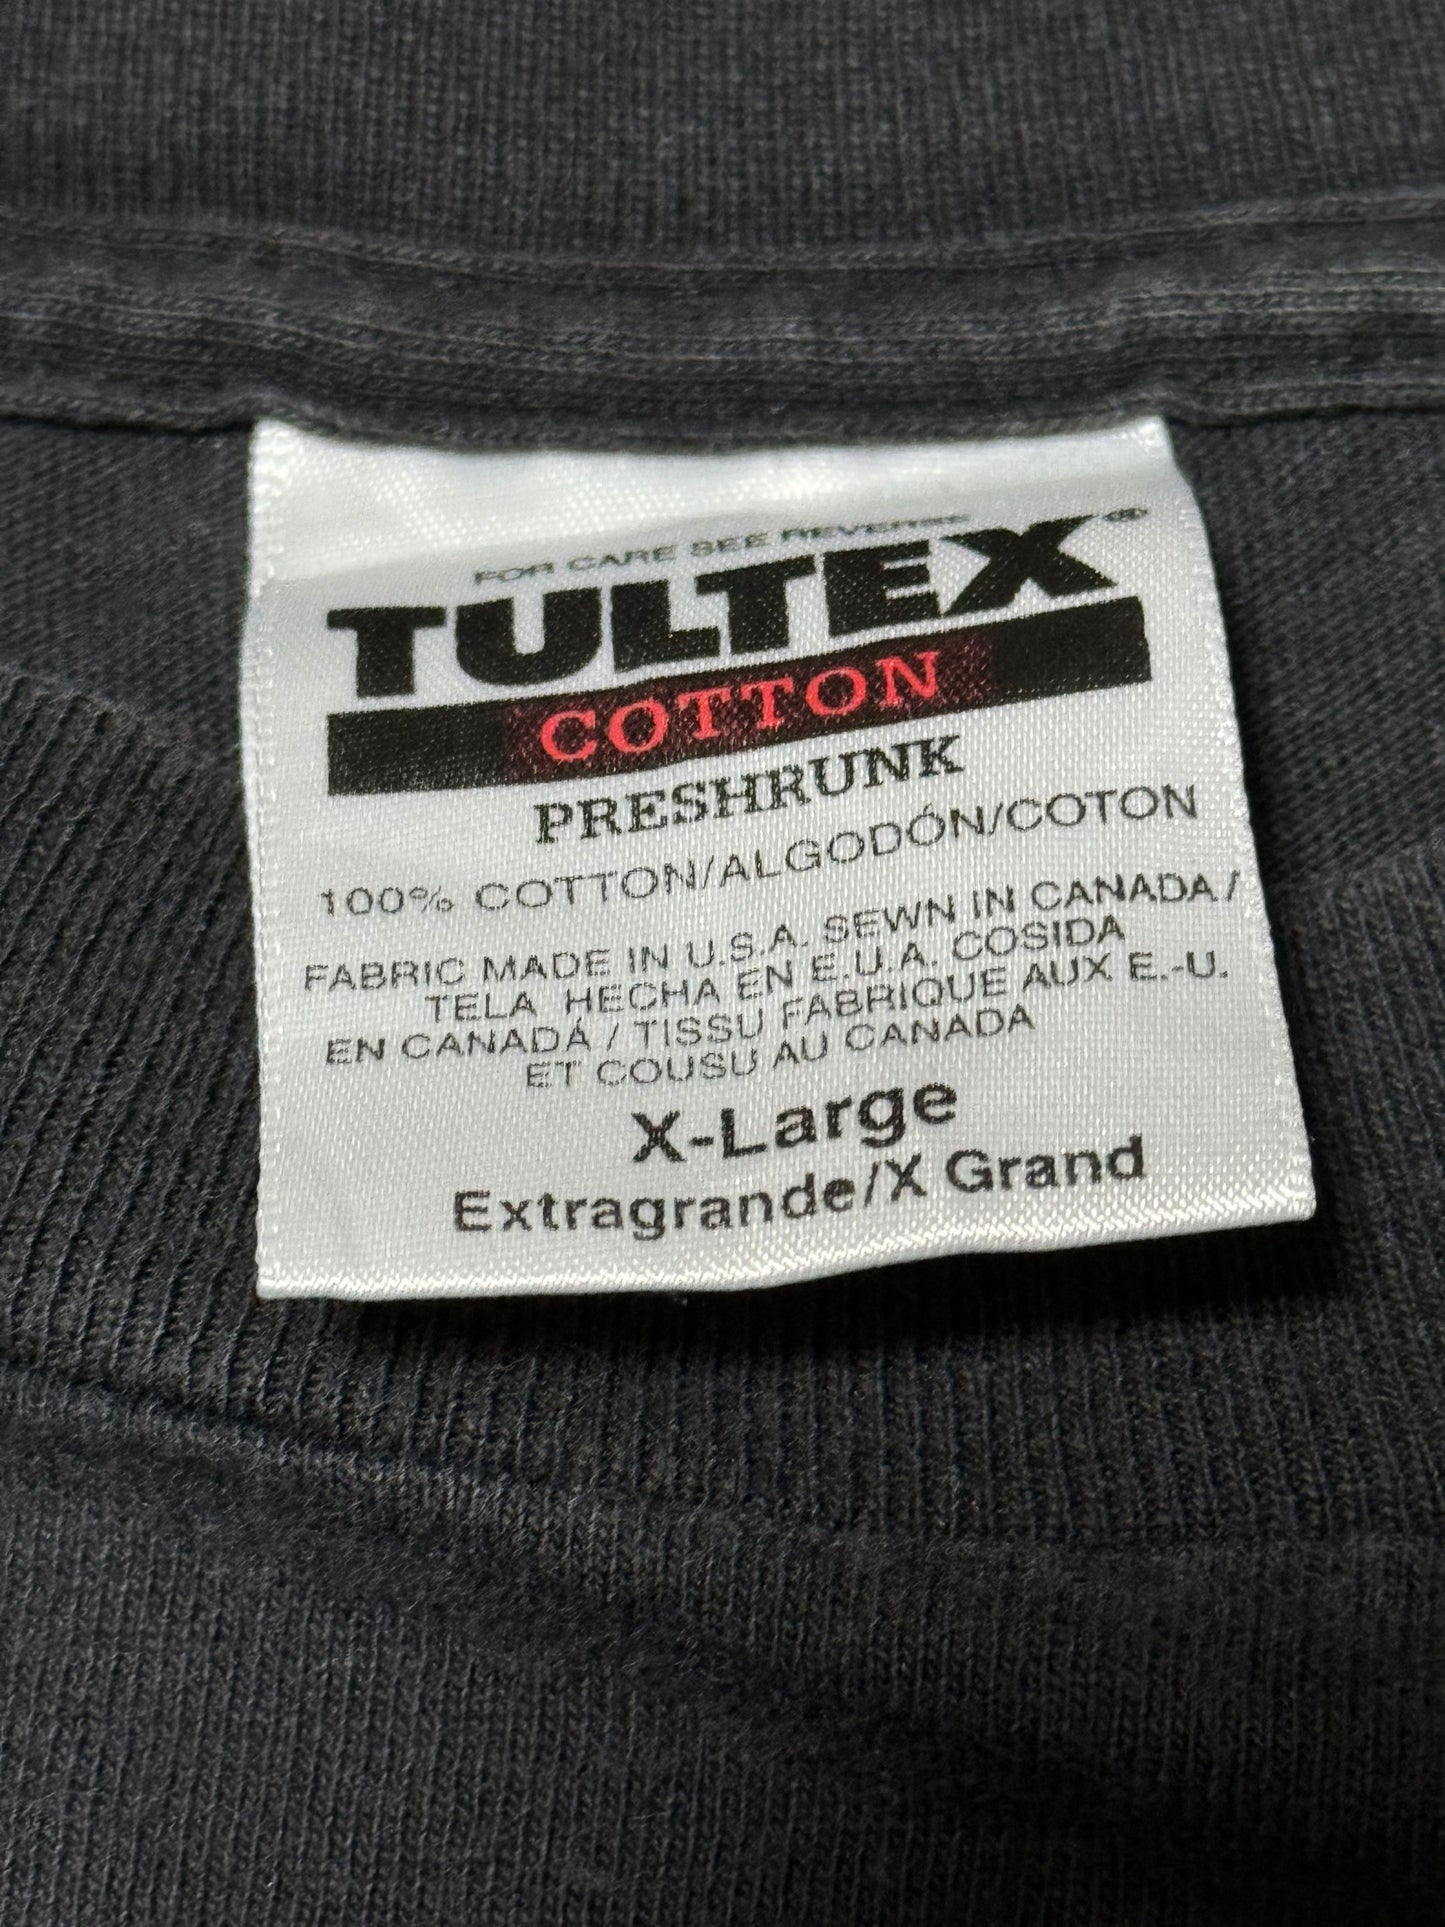 FOR CARE SEE REVERSE
TULTEX®
COTTON
PRESHRUNK
100% COTTON/ALGODÓN/COTON
FABRIC MADE IN U.S.A. SEWN IN CANADA/
TELA HECHA EN E.U.A. COSIDA
EN CANADÁ / TISSU FABRIQUE AUX E.-U.
ET COUSU AU CANADA
X-Large
Extragrande/X Grand